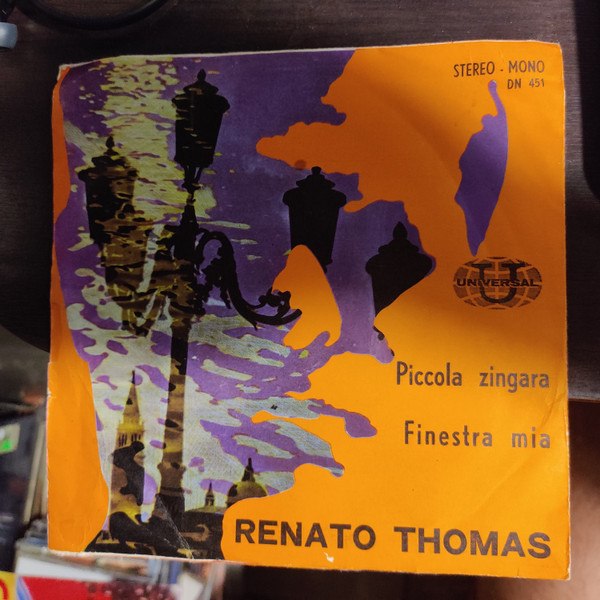 STEREO - MONO
DN 451
U
UNIVERSAL
Piccola zingara
Finestra mia
RENATO THOMAS